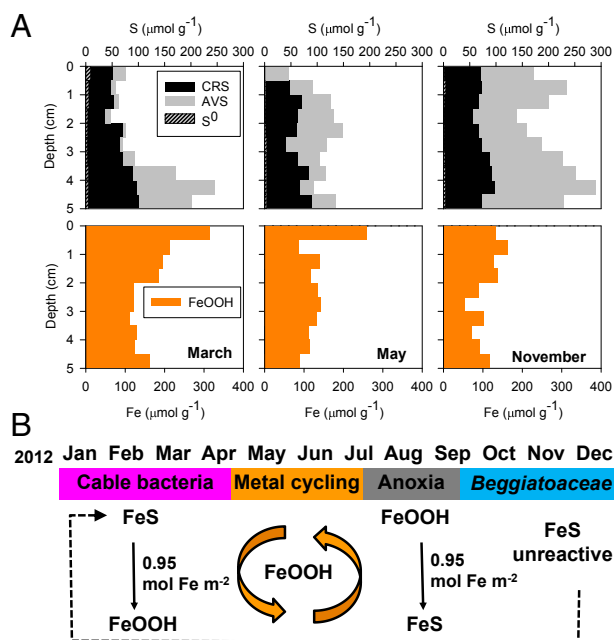 A
S (μmol g⁻¹) S (μmol g⁻¹) S (μmol g⁻¹)
0 50 100 150 200 250 300 0 50 100 150 200 250 300 0 50 100 150 200 250 300
Depth (cm)
0
1
2
3
4
5
CRS
AVS
S⁰
Depth (cm)
0
1
2
3
4
5
FeOOH
March May November
0 100 200 300 400 0 100 200 300 400 0 100 200 300 400
Fe (μmol g⁻¹) Fe (μmol g⁻¹) Fe (μmol g⁻¹)
B
2012 Jan Feb Mar Apr May Jun Jul Aug Sep Oct Nov Dec
Cable bacteria Metal cycling Anoxia Beggiatoaceae
FeS FeOOH FeS
unreactive
0.95
mol Fe m⁻²
FeOOH
0.95
mol Fe m⁻²
FeOOH FeS